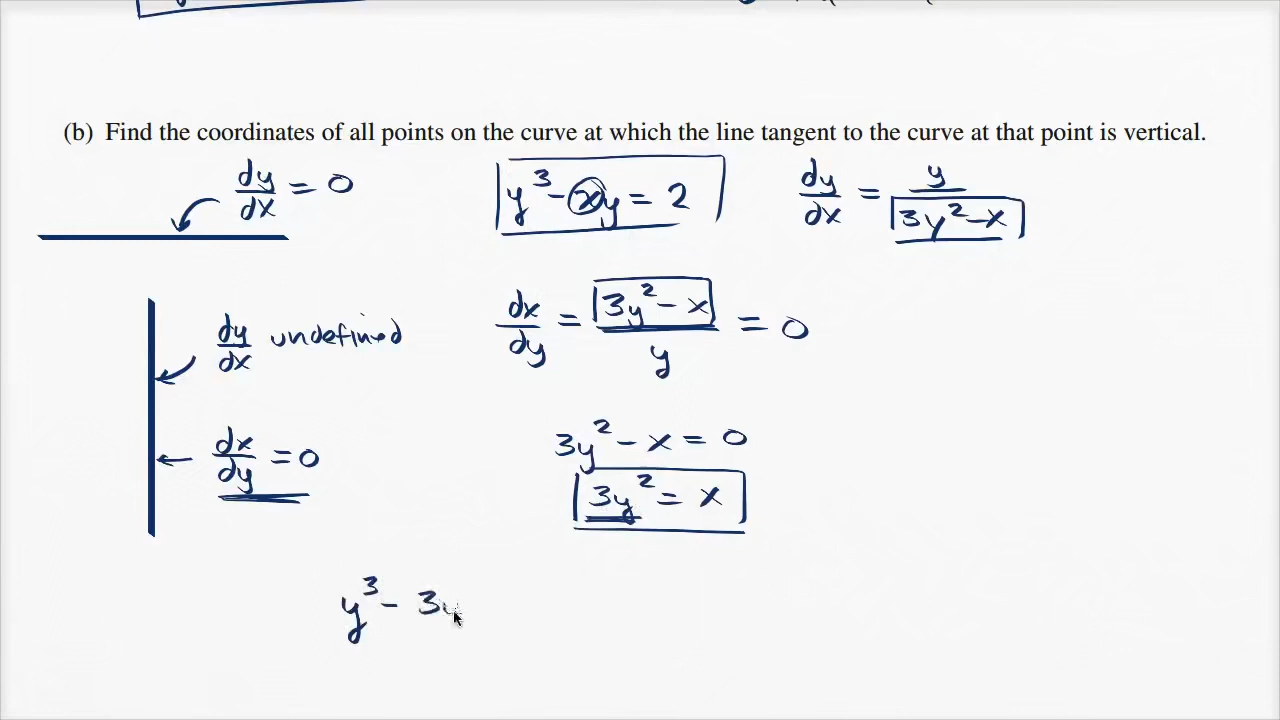 (b) Find the coordinates of all points on the curve at which the line tangent to the curve at that point is vertical.
dy/dx = 0
y³ - xy = 2
dy/dx = y/(3y² - x)
dy/dx undefined
dx/dy = (3y² - x)/y = 0
dx/dy = 0
3y² - x = 0
3y² = x
y³ - 3y